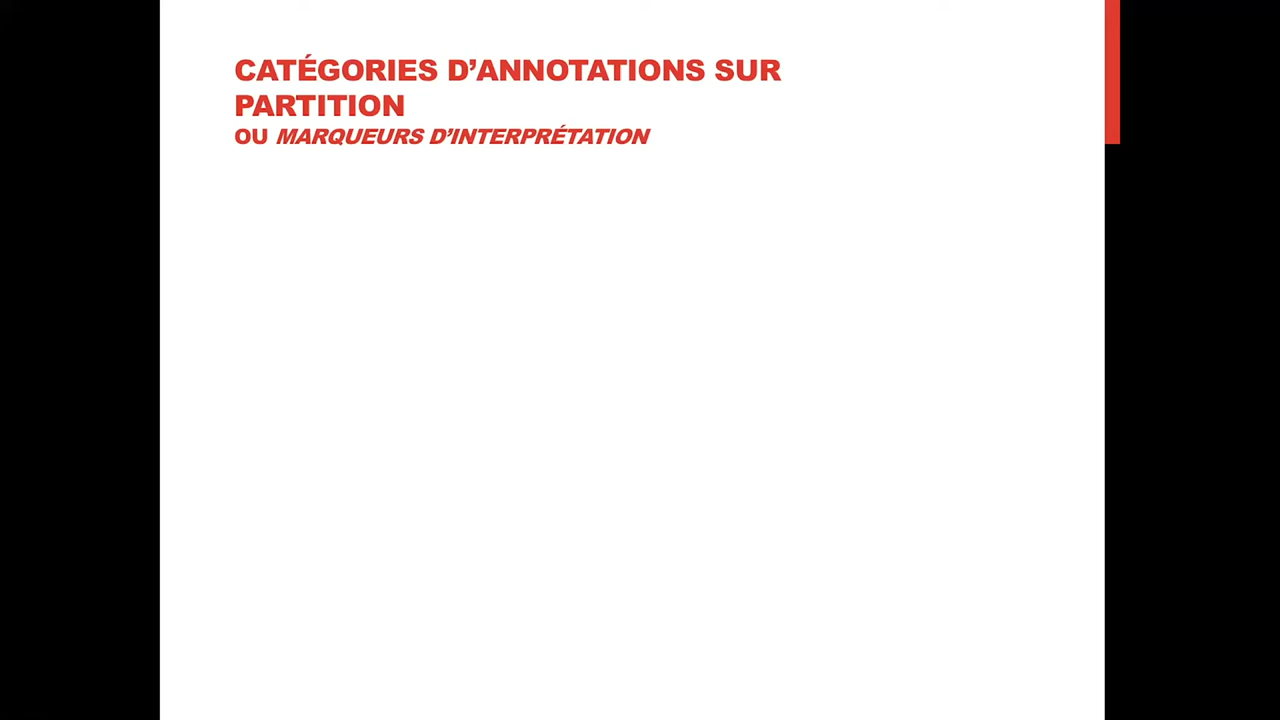 CATÉGORIES D’ANNOTATIONS SUR
PARTITION
OU MARQUEURS D’INTERPRÉTATION